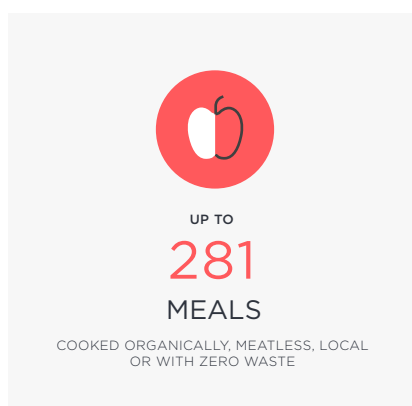 UP TO
281
MEALS
COOKED ORGANICALLY, MEATLESS, LOCAL
OR WITH ZERO WASTE